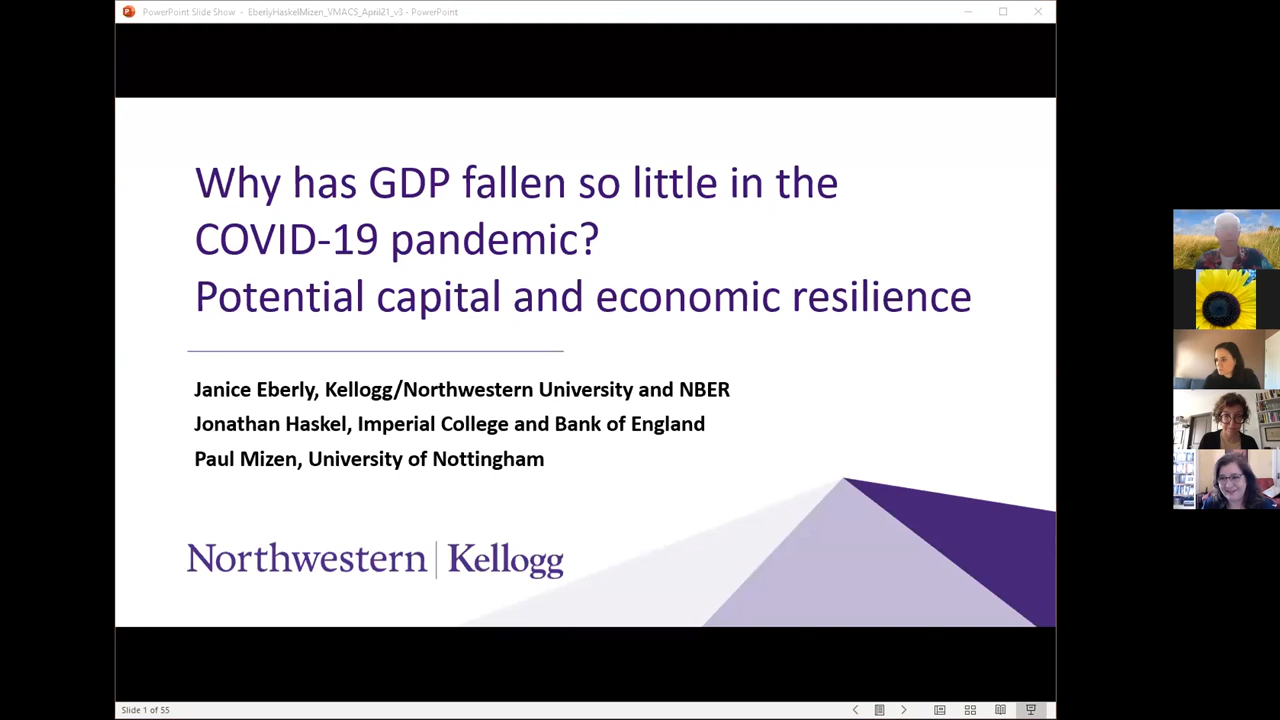 PowerPoint Slide Show - EberlyHaskelMizen_VMACS_April21_v3 - PowerPoint
Why has GDP fallen so little in the
COVID-19 pandemic?
Potential capital and economic resilience
Janice Eberly, Kellogg/Northwestern University and NBER
Jonathan Haskel, Imperial College and Bank of England
Paul Mizen, University of Nottingham
Northwestern | Kellogg
Slide 1 of 55